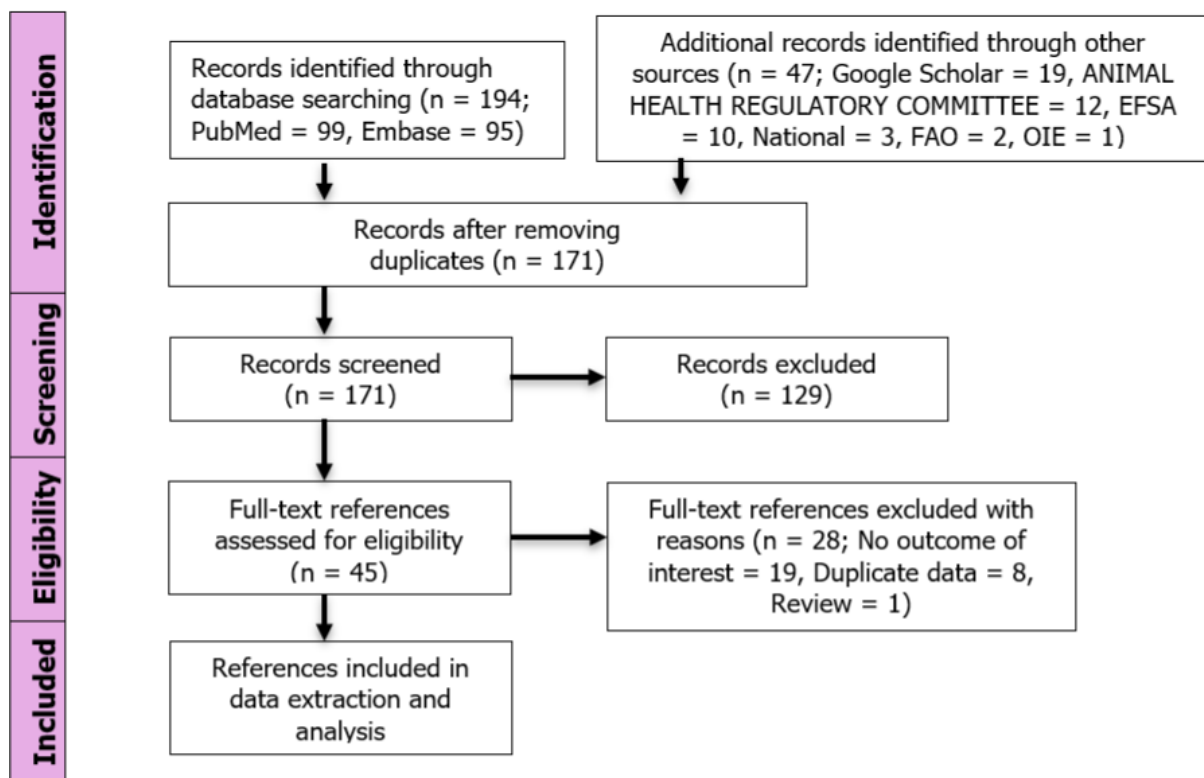 Identification
Records identified through
database searching (n = 194;
PubMed = 99, Embase = 95)
Additional records identified through other
sources (n = 47; Google Scholar = 19, ANIMAL
HEALTH REGULATORY COMMITTEE = 12, EFSA
= 10, National = 3, FAO = 2, OIE = 1)
Records after removing
duplicates (n = 171)
Screening
Records screened
(n = 171)
Records excluded
(n = 129)
Eligibility
Full-text references
assessed for eligibility
(n = 45)
Full-text references excluded with
reasons (n = 28; No outcome of
interest = 19, Duplicate data = 8,
Review = 1)
Included
References included in
data extraction and
analysis